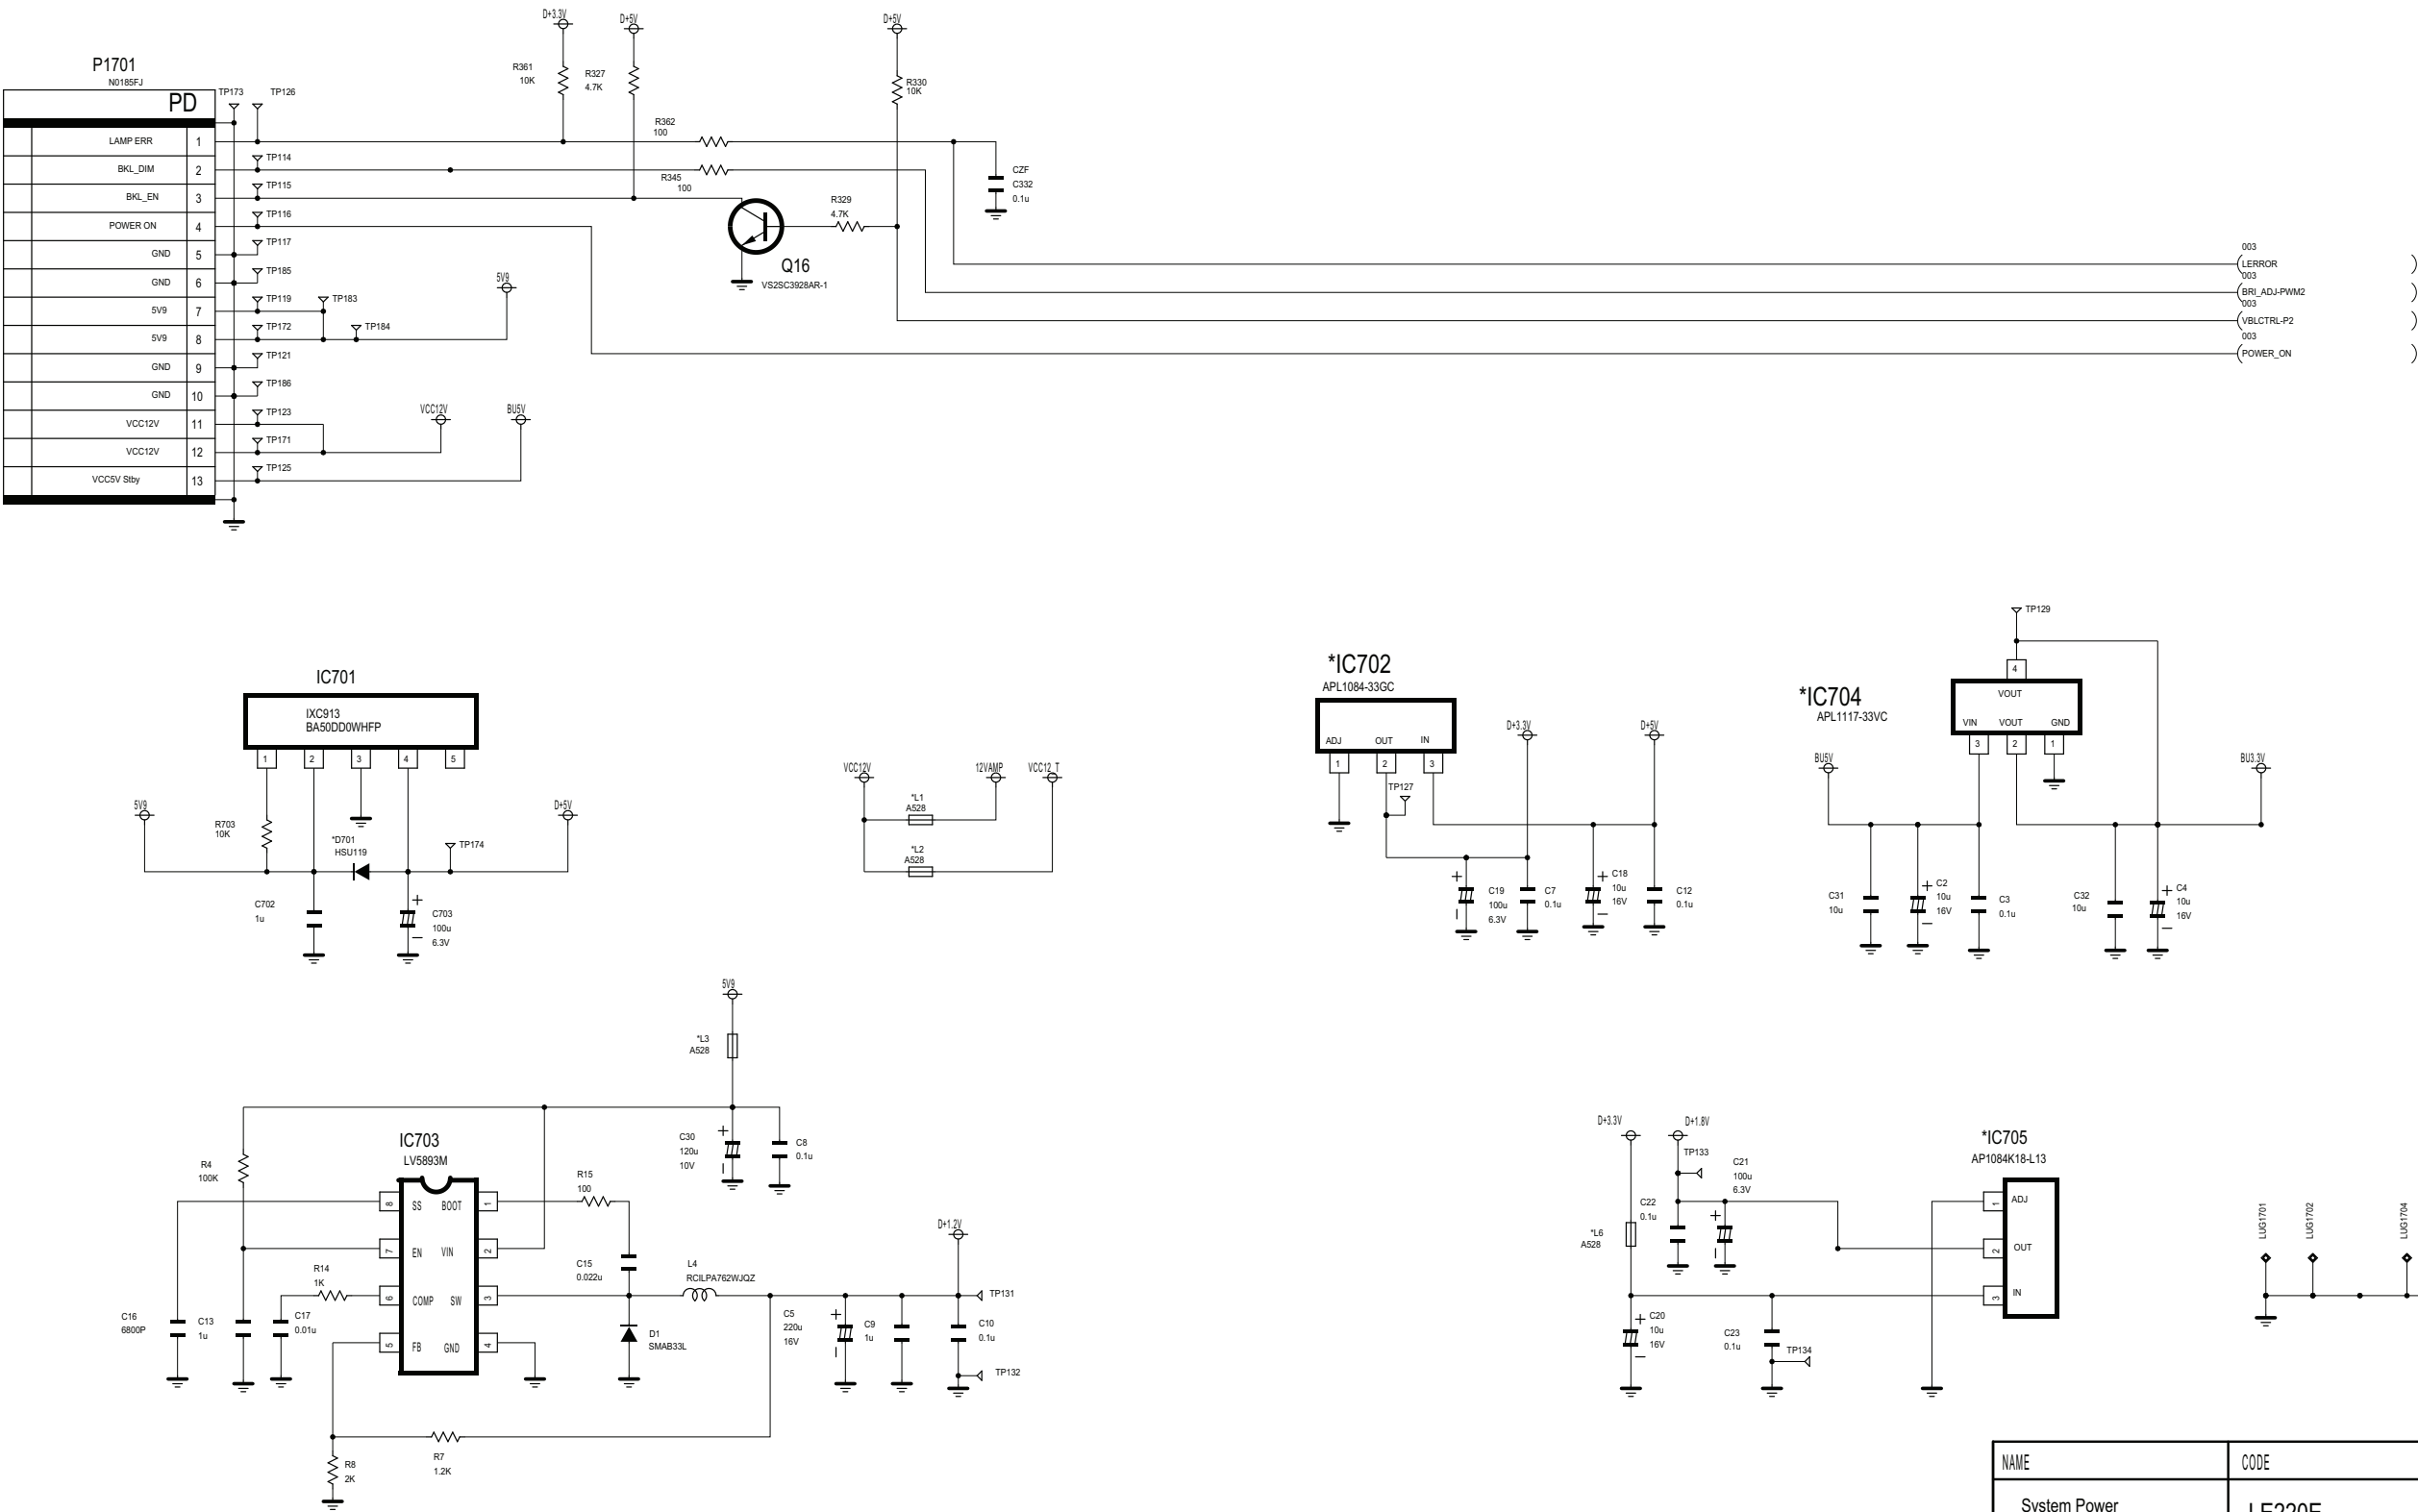 P1701
N0185FJ
PD
LAMP ERR 1
BKL_DIM 2
BKL_EN 3
POWER ON 4
GND 5
GND 6
5V9 7
5V9 8
GND 9
GND 10
VCC12V 11
VCC12V 12
VCC5V Stby 13
TP173
TP126
TP114
TP115
TP116
TP117
TP185
TP119
TP183
TP172
TP184
TP121
TP186
TP123
TP171
TP125
5V9
VCC12V
BU5V
D+3.3V
D+5V
D+5V
R361
10K
R327
4.7K
R330
10K
R362
100
R345
100
R329
4.7K
Q16
VS2SC3928AR-1
CZF
C332
0.1u
003
LERROR
003
BRI_ADJ-PWM2
003
VBLCTRL-P2
003
POWER_ON
IC701
IXC913
BA50DD0WHFP
1 2 3 4 5
5V9
R703
10K
*D701
HSU119
TP174
D+5V
C702
1u
C703
100u
6.3V
VCC12V
12VAMP
VCC12_T
*L1
A528
*L2
A528
*IC702
APL1084-33GC
ADJ OUT IN
1 2 3
TP127
D+3.3V
D+5V
C19
100u
6.3V
C7
0.1u
C18
10u
16V
C12
0.1u
TP129
*IC704
APL1117-33VC
4
VOUT
VIN VOUT GND
3 2 1
BU5V
BU3.3V
C31
10u
C2
10u
16V
C3
0.1u
C32
10u
C4
10u
16V
5V9
*L3
A528
IC703
LV5893M
R4
100K
8 SS BOOT 1
7 EN VIN 2
6 COMP SW 3
5 FB GND 4
R15
100
C30
120u
10V
C8
0.1u
C15
0.022u
L4
RCILPA762WJQZ
D+1.2V
TP131
R14
1K
C16
6800P
C13
1u
C17
0.01u
D1
SMAB33L
C5
220u
16V
C9
1u
C10
0.1u
TP132
R7
1.2K
R8
2K
D+3.3V
D+1.8V
TP133
C21
100u
6.3V
C22
0.1u
*L6
A528
C20
10u
16V
C23
0.1u
TP134
*IC705
AP1084K18-L13
1 ADJ
2 OUT
3 IN
LUG1701
LUG1702
LUG1704
NAME
CODE
System Power
LE220E